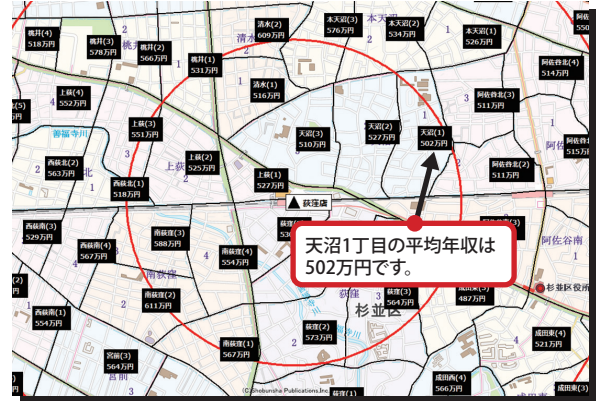 桃井(4)
518万円
桃井(3)
578万円
桃井(2)
566万円
桃井(1)
531万円
清水(2)
609万円
清水(1)
516万円
本天沼(3)
576万円
本天沼(2)
534万円
本天沼(1)
526万円
阿佐谷北(4)
514万円
阿佐谷北(3)
511万円
阿佐谷北(2)
511万円
上荻(4)
552万円
上荻(3)
551万円
上荻(2)
525万円
上荻(1)
527万円
天沼(3)
510万円
天沼(2)
527万円
天沼(1)
502万円
善福寺川
西荻北(2)
563万円
西荻北(1)
518万円
上荻
荻窪店
西荻南(3)
529万円
西荻南(4)
567万円
南荻窪(3)
588万円
南荻窪(4)
554万円
天沼1丁目の平均年収は
502万円です。
阿佐谷南
南荻窪
南荻窪(2)
611万円
荻窪
荻窪(3)
564万円
487万円
杉並区役所
杉並区
西荻南(1)
554万円
荻窪(2)
573万円
南荻窪(1)
567万円
宮前(3)
564万円
宮前
成田東(4)
521万円
成田西(4)
566万円
成田東(3)
荻窪(1)
(C)Shobunsha Publications,Inc.